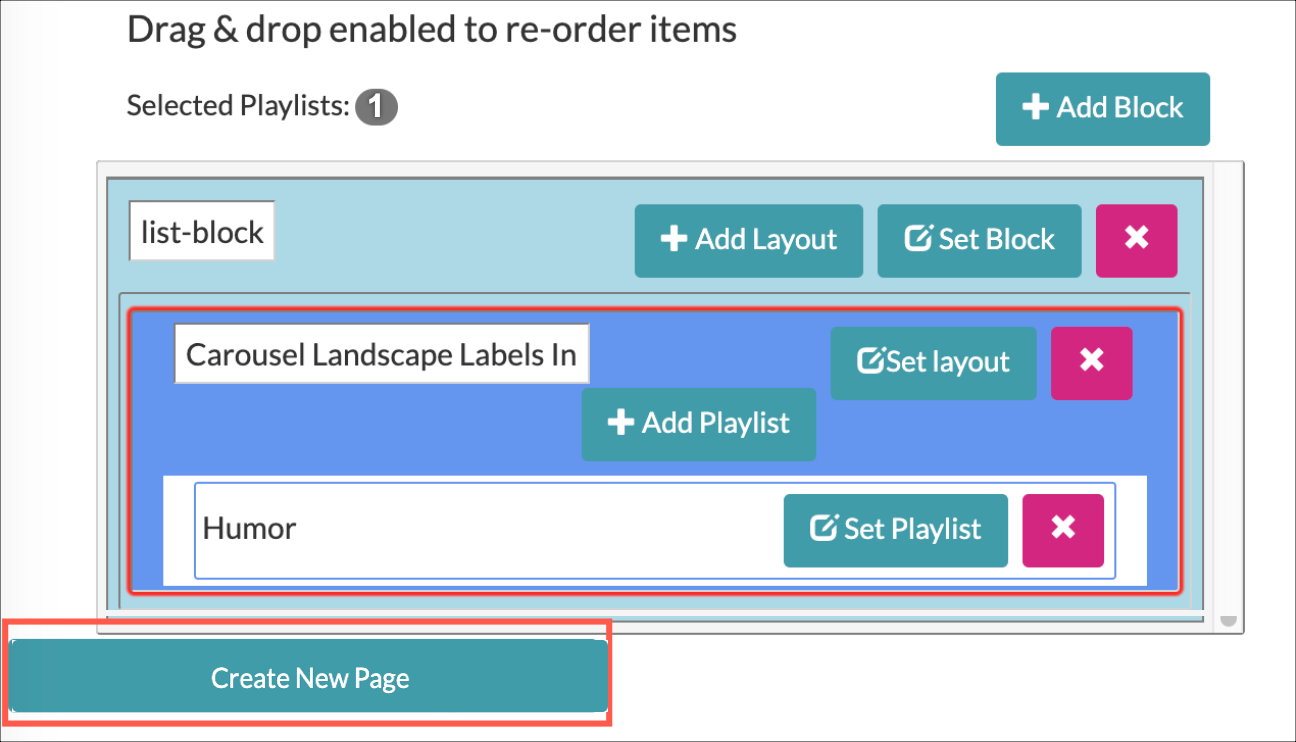 Drag & drop enabled to re-order items
Selected Playlists: 1
Add Block
list-block
Add Layout
Set Block
Carousel Landscape Labels In
Set layout
Add Playlist
Humor
Set Playlist
Create New Page